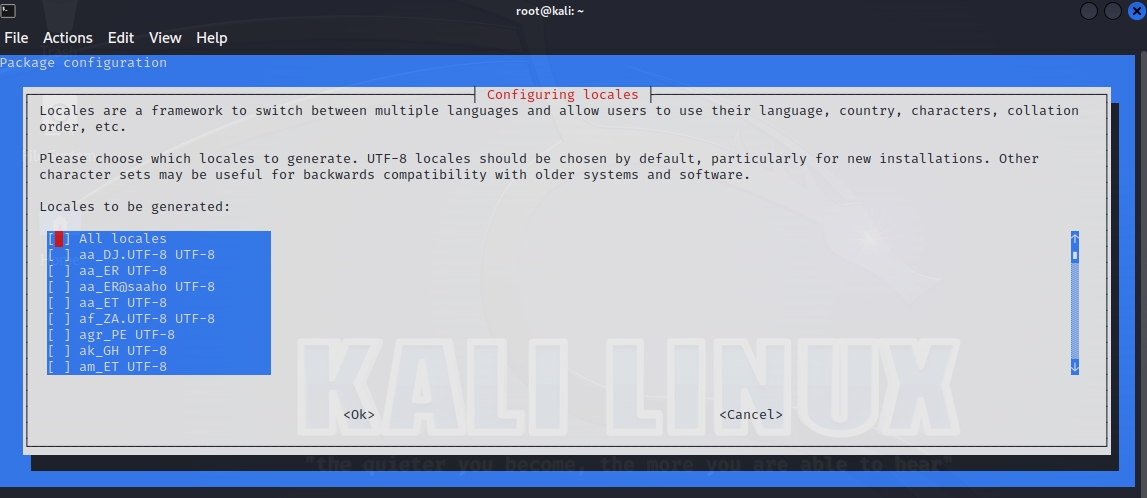 root@kali: ~
File Actions Edit View Help
Package configuration
Configuring locales
Locales are a framework to switch between multiple languages and allow users to use their language, country, characters, collation
order, etc.
Please choose which locales to generate. UTF-8 locales should be chosen by default, particularly for new installations. Other
character sets may be useful for backwards compatibility with older systems and software.
Locales to be generated:
[ ] All locales
[ ] aa_DJ.UTF-8 UTF-8
[ ] aa_ER UTF-8
[ ] aa_ER@saaho UTF-8
[ ] aa_ET UTF-8
[ ] af_ZA.UTF-8 UTF-8
[ ] agr_PE UTF-8
[ ] ak_GH UTF-8
[ ] am_ET UTF-8
KALI LINUX
<Ok> <Cancel>
"the quieter you become, the more you are able to hear"